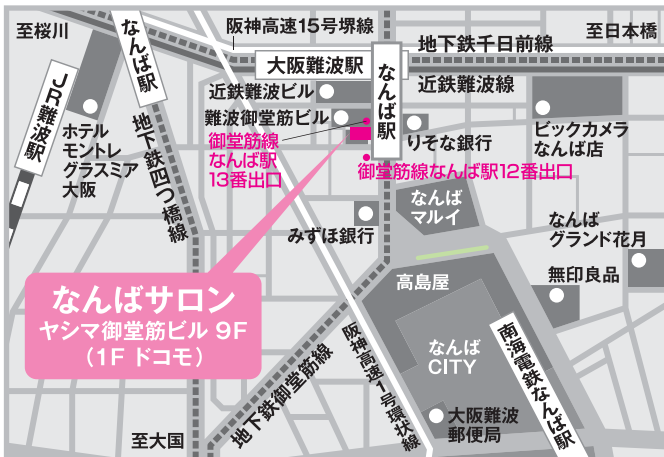 至桜川
なんば駅
阪神高速15号堺線
地下鉄千日前線
至日本橋
大阪難波駅
近鉄難波線
なんば駅
JR難波駅
近鉄難波ビル
難波御堂筋ビル
ホテル
モントレ
グラスミア
大阪
地下鉄四つ橋線
御堂筋線
なんば駅
13番出口
りそな銀行
ビックカメラ
なんば店
御堂筋線なんば駅12番出口
なんば
マルイ
みずほ銀行
なんば
グランド花月
高島屋
無印良品
なんばサロン
ヤシマ御堂筋ビル 9F
（1F ドコモ）
阪神高速1号環状線
なんば
CITY
南海電鉄なんば駅
地下鉄御堂筋線
大阪難波
郵便局
至大国